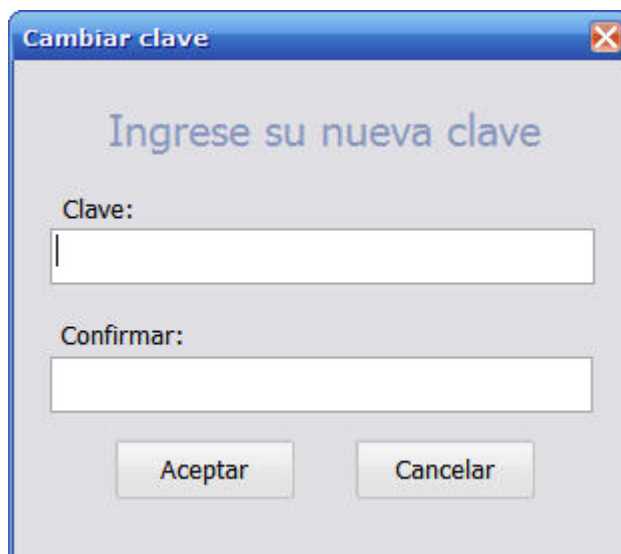 Cambiar clave
Ingrese su nueva clave
Clave:
Confirmar:
Aceptar Cancelar